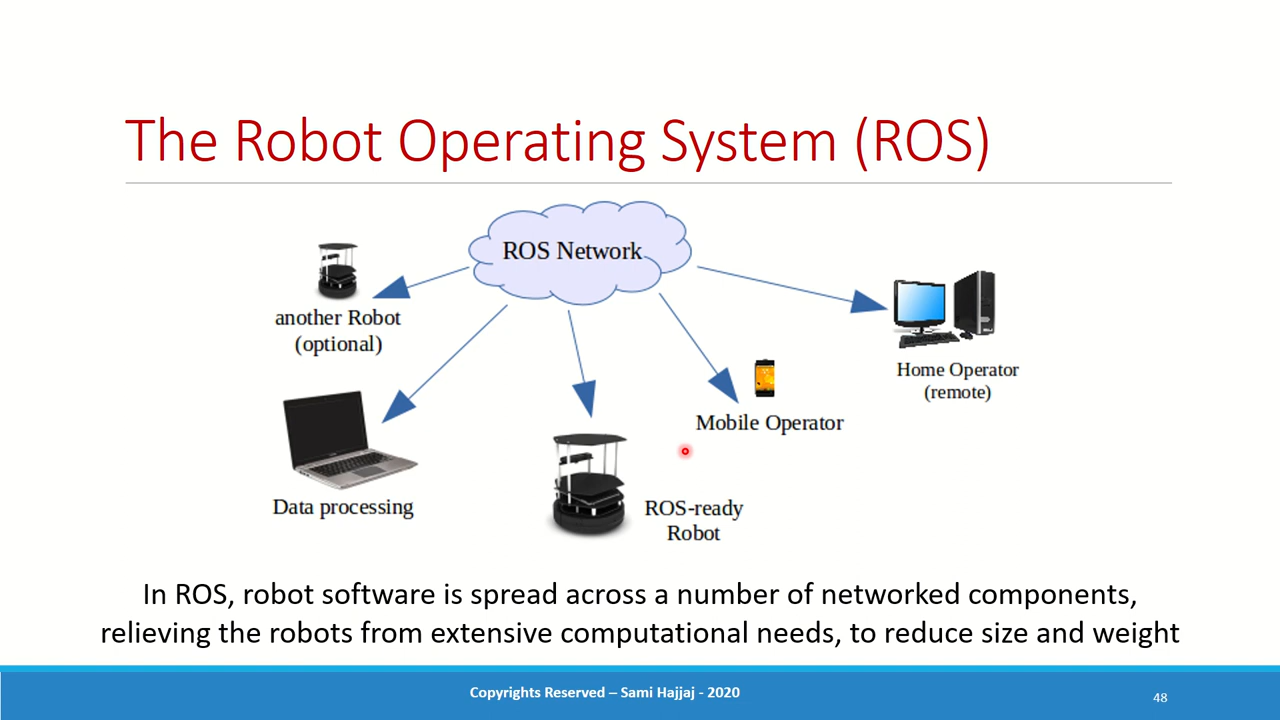 The Robot Operating System (ROS)
ROS Network
another Robot
(optional)
Home Operator
(remote)
Mobile Operator
Data processing
ROS-ready
Robot
In ROS, robot software is spread across a number of networked components,
relieving the robots from extensive computational needs, to reduce size and weight
Copyrights Reserved – Sami Hajjaj - 2020
48